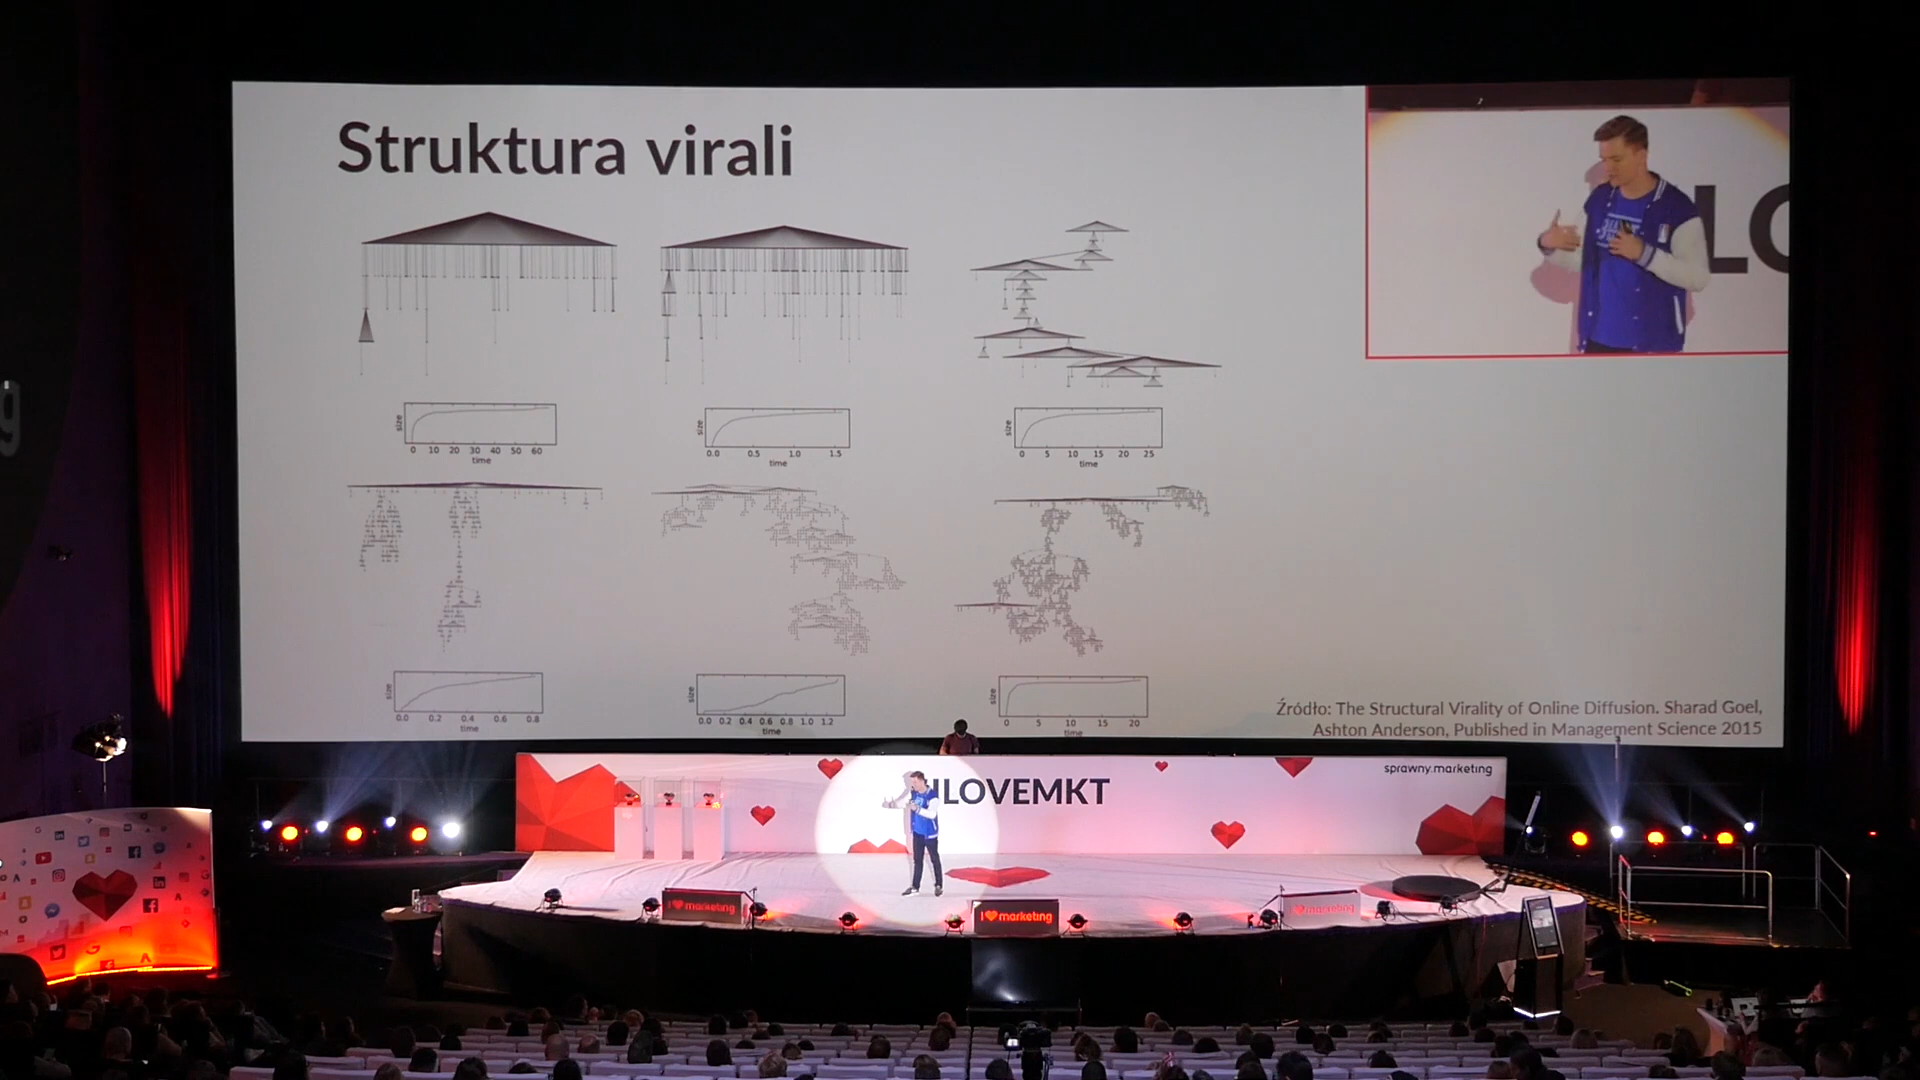 Struktura virali
LO
size
0 10 20 30 40 50 60
time
size
0.0 0.5 1.0 1.5
time
size
0 5 10 15 20 25
time
size
0.0 0.2 0.4 0.6 0.8
time
size
0.0 0.2 0.4 0.6 0.8 1.0 1.2
time
size
0 5 10 15 20
time
Źródło: The Structural Virality of Online Diffusion. Sharad Goel,
Ashton Anderson, Published in Management Science 2015
g
ILOVEMKT
sprawny.marketing
I marketing
I marketing
I marketing